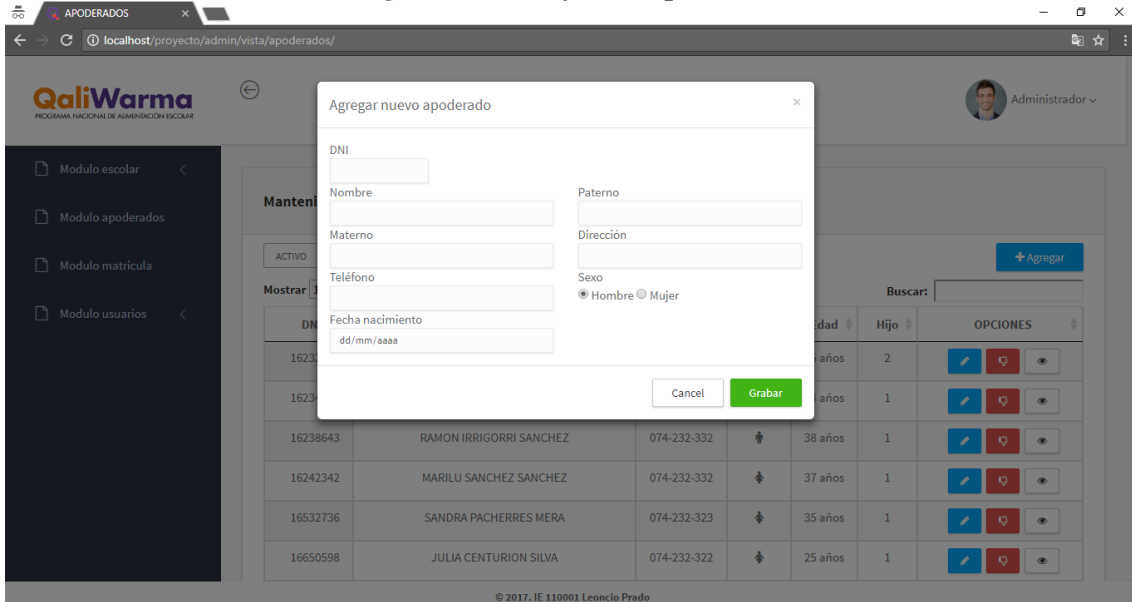 APODERADOS
localhost/proyecto/admin/vista/apoderados/
QaliWarma
PROGRAMA NACIONAL DE ALIMENTACIÓN ESCOLAR
Administrador
Modulo escolar
Modulo apoderados
Modulo matricula
Modulo usuarios
Agregar nuevo apoderado ×
DNI
Nombre Paterno
Materno Dirección
Teléfono Sexo
Hombre Mujer
Fecha nacimiento
dd/mm/aaaa
Cancel Grabar
ACTIVO
+ Agregar
Mostrar Buscar:
Hijo OPCIONES
años 2
años 1
16238643 RAMON IRRIGORRI SANCHEZ 074-232-332 38 años 1
16242342 MARILU SANCHEZ SANCHEZ 074-232-332 37 años 1
16532736 SANDRA PACHERRES MERA 074-232-323 35 años 1
16650598 JULIA CENTURION SILVA 074-232-322 25 años 1
© 2017. IE 110001 Leoncio Prado